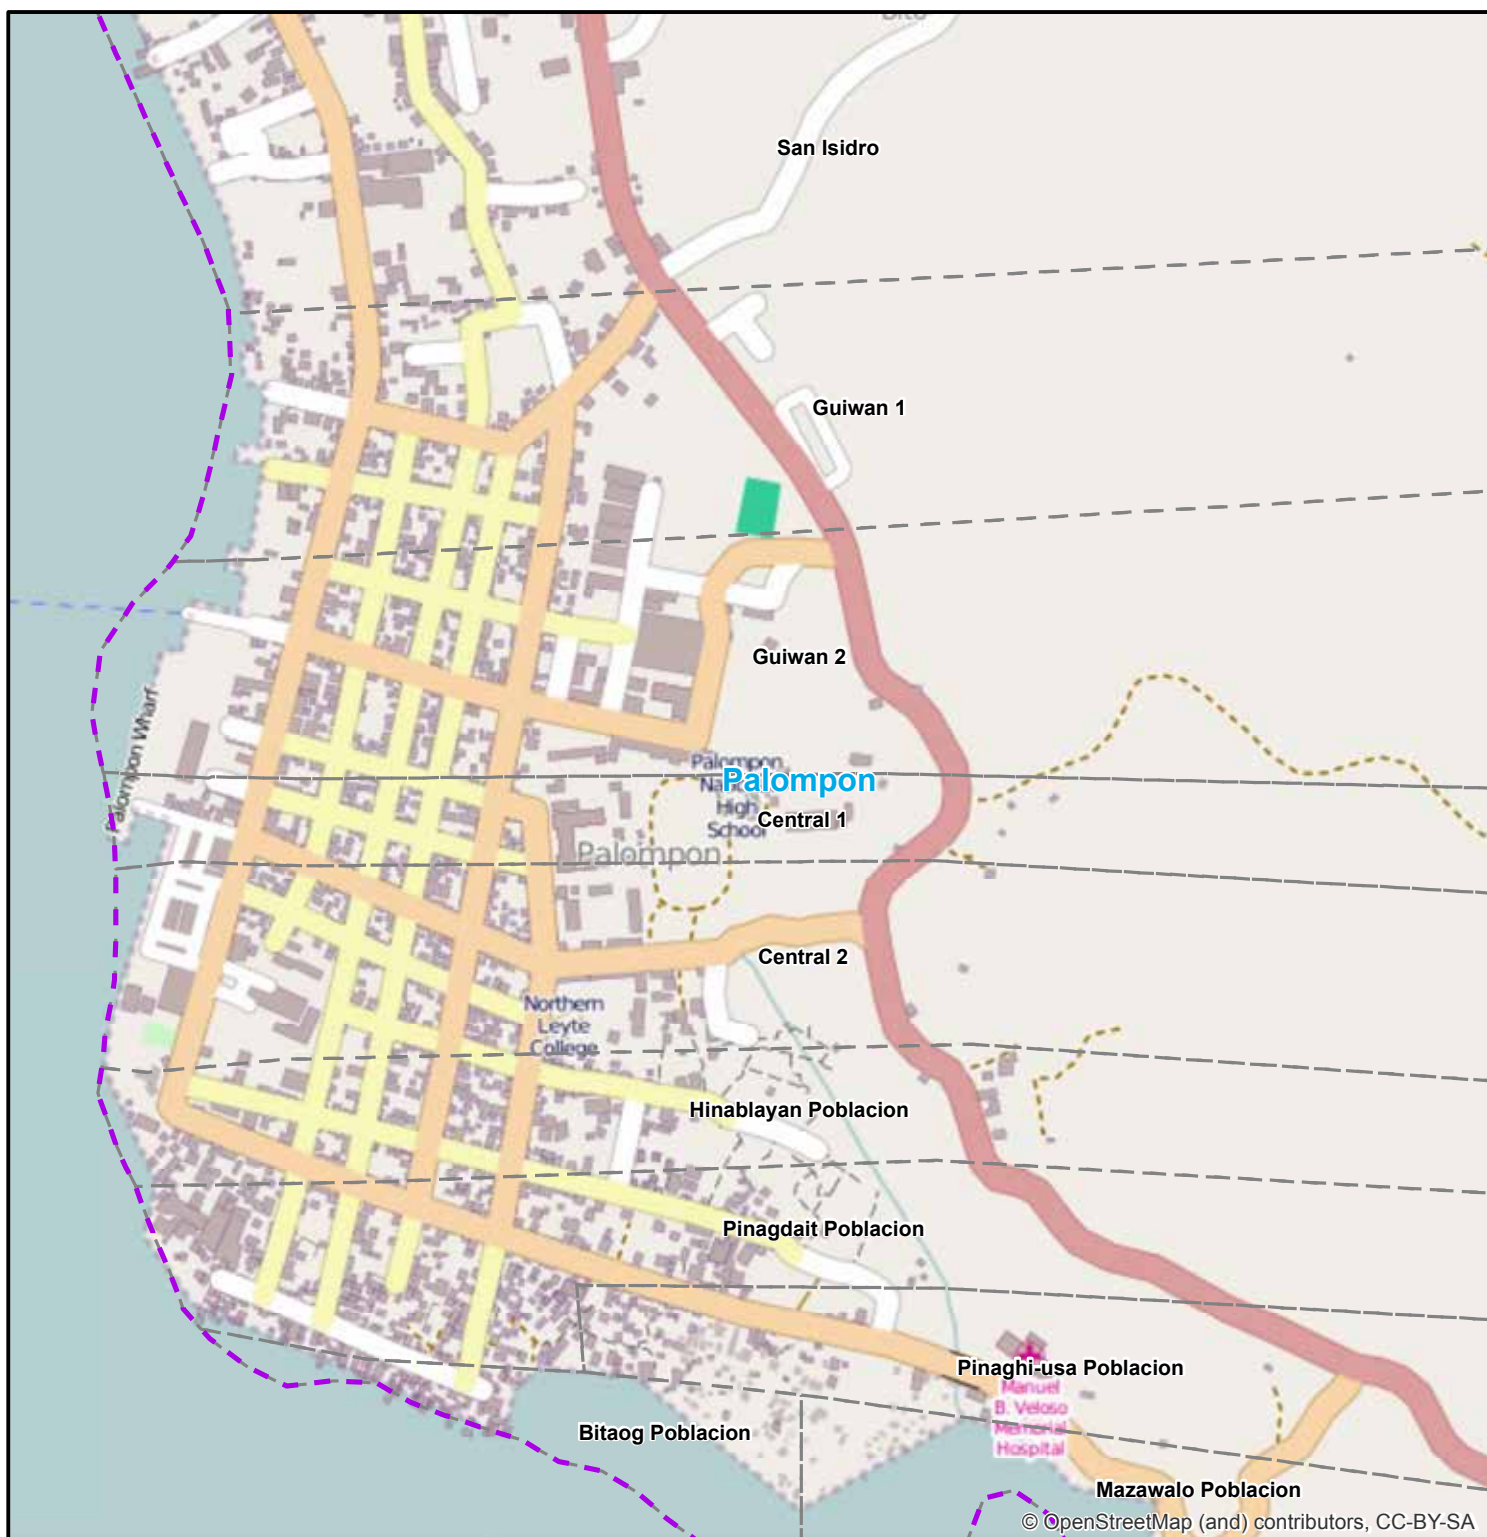 San Isidro
Guiwan 1
Guiwan 2
Palompon Wharf
Palompon
High
School
Palompon
Central 1
Palompon
Central 2
Northern
Leyte
College
Hinablayan Poblacion
Pinagdait Poblacion
Pinaghi-usa Poblacion
Manuel
B. Veloso
Memorial
Hospital
Bitaog Poblacion
Mazawalo Poblacion
© OpenStreetMap (and) contributors, CC-BY-SA